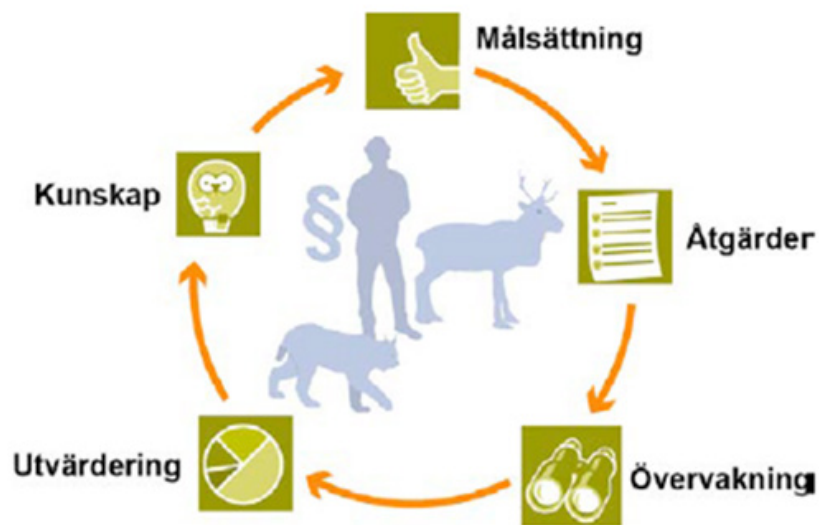 Målsättning
Åtgärder
Övervakning
Utvärdering
Kunskap
§